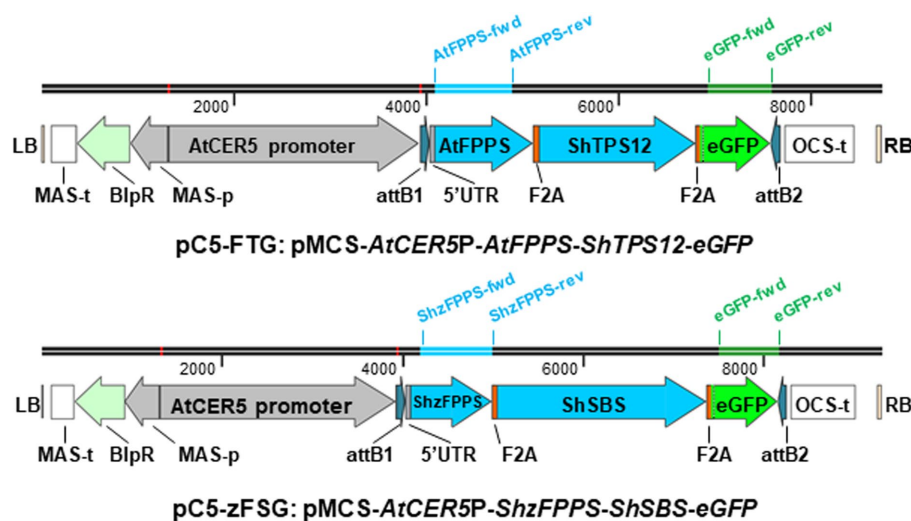 AtFPPS-fwd AtFPPS-rev eGFP-fwd eGFP-rev
2000 4000 6000 8000
LB AtCER5 promoter AtFPPS ShTPS12 eGFP OCS-t RB
MAS-t BlpR MAS-p attB1 5'UTR F2A F2A attB2
pC5-FTG: pMCS-AtCER5P-AtFPPS-ShTPS12-eGFP
ShzFPPS-fwd ShzFPPS-rev eGFP-fwd eGFP-rev
2000 4000 6000 8000
LB AtCER5 promoter ShzFPPS ShSBS eGFP OCS-t RB
MAS-t BlpR MAS-p attB1 5'UTR F2A F2A attB2
pC5-zFSG: pMCS-AtCER5P-ShzFPPS-ShSBS-eGFP